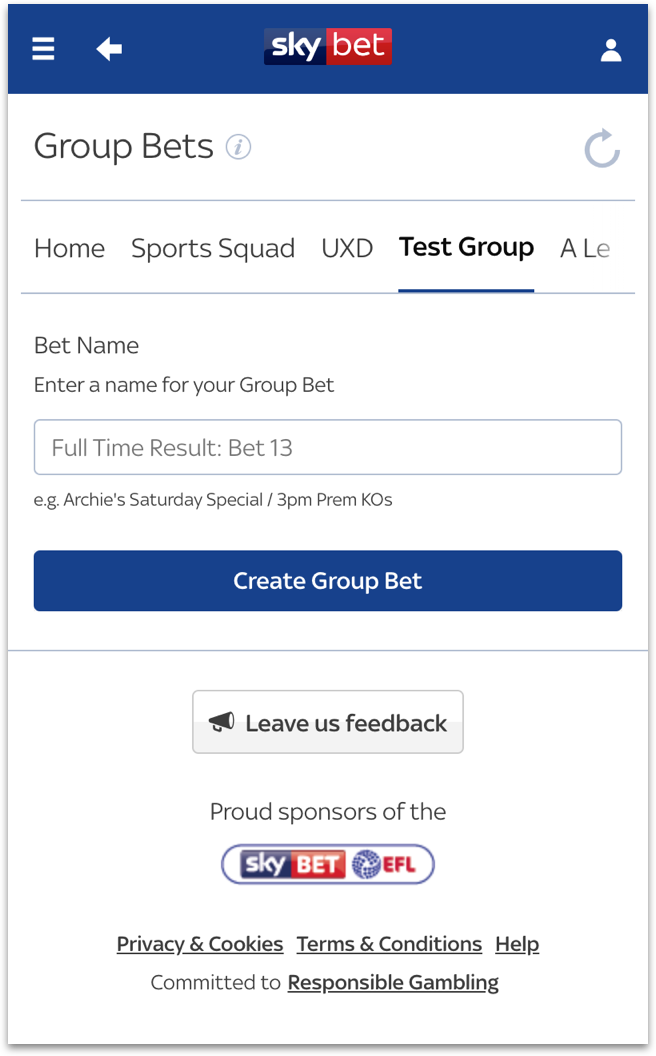 sky bet
Group Bets i
Home Sports Squad UXD Test Group A Le
Bet Name
Enter a name for your Group Bet
Full Time Result: Bet 13
e.g. Archie's Saturday Special / 3pm Prem KOs
Create Group Bet
Leave us feedback
Proud sponsors of the
sky BET EFL
Privacy & Cookies Terms & Conditions Help
Committed to Responsible Gambling